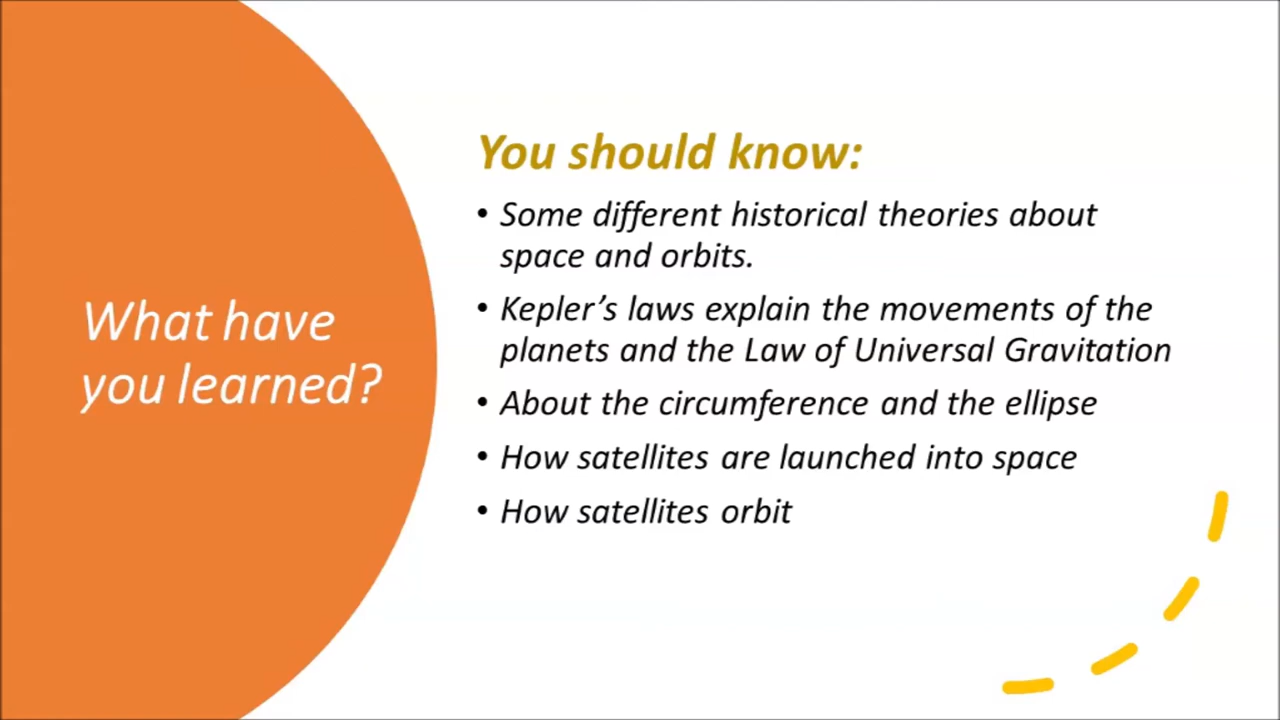 What have
you learned?
You should know:
• Some different historical theories about
space and orbits.
• Kepler’s laws explain the movements of the
planets and the Law of Universal Gravitation
• About the circumference and the ellipse
• How satellites are launched into space
• How satellites orbit